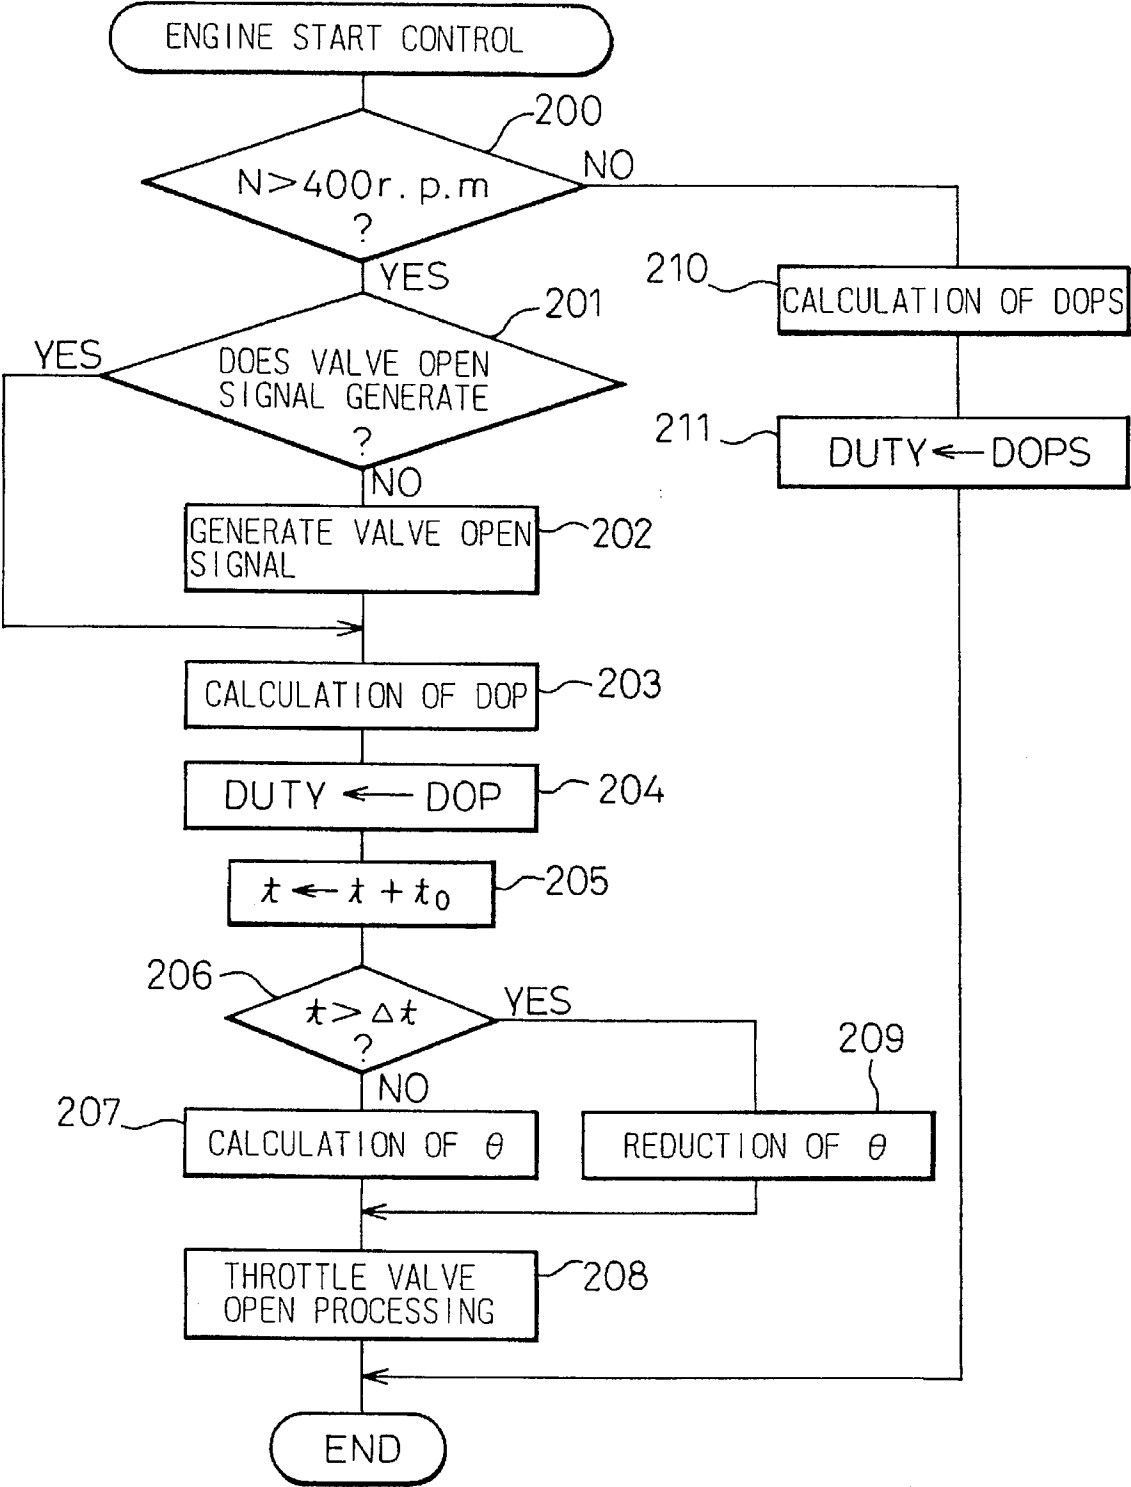 ENGINE START CONTROL
200
N>400r.p.m
?
NO
YES
210
CALCULATION OF DOPS
201
YES
DOES VALVE OPEN
SIGNAL GENERATE
?
NO
211
DUTY ← DOPS
GENERATE VALVE OPEN
SIGNAL
202
CALCULATION OF DOP
203
DUTY ← DOP
204
t ← t + t0
205
206
t > Δt
?
YES
NO
209
207
CALCULATION OF θ
REDUCTION OF θ
THROTTLE VALVE
OPEN PROCESSING
208
END